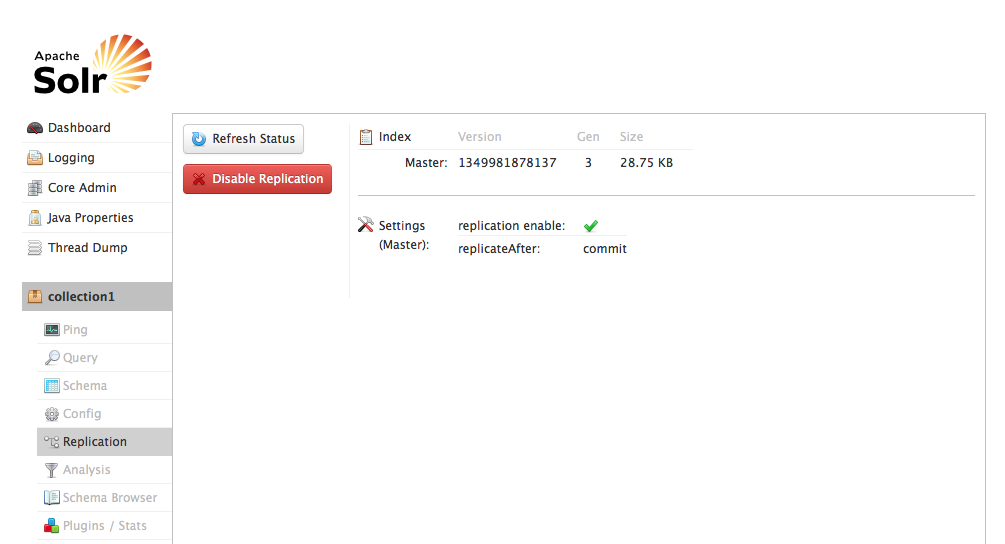 Apache
Solr
Dashboard
Logging
Core Admin
Java Properties
Thread Dump
collection1
Ping
Query
Schema
Config
Replication
Analysis
Schema Browser
Plugins / Stats
Refresh Status
Disable Replication
Index Version Gen Size
Master: 1349981878137 3 28.75 KB
Settings replication enable:
(Master): replicateAfter: commit